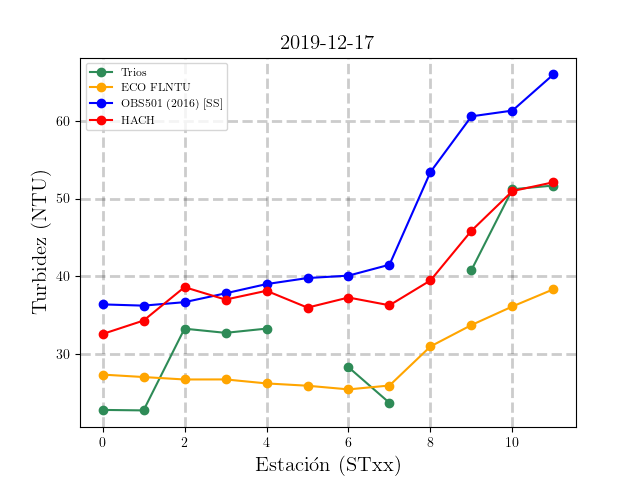 2019-12-17
Trios
ECO FLNTU
OBS501 (2016) [SS]
HACH
Turbidez (NTU)
60
50
40
30
0 2 4 6 8 10
Estación (STxx)